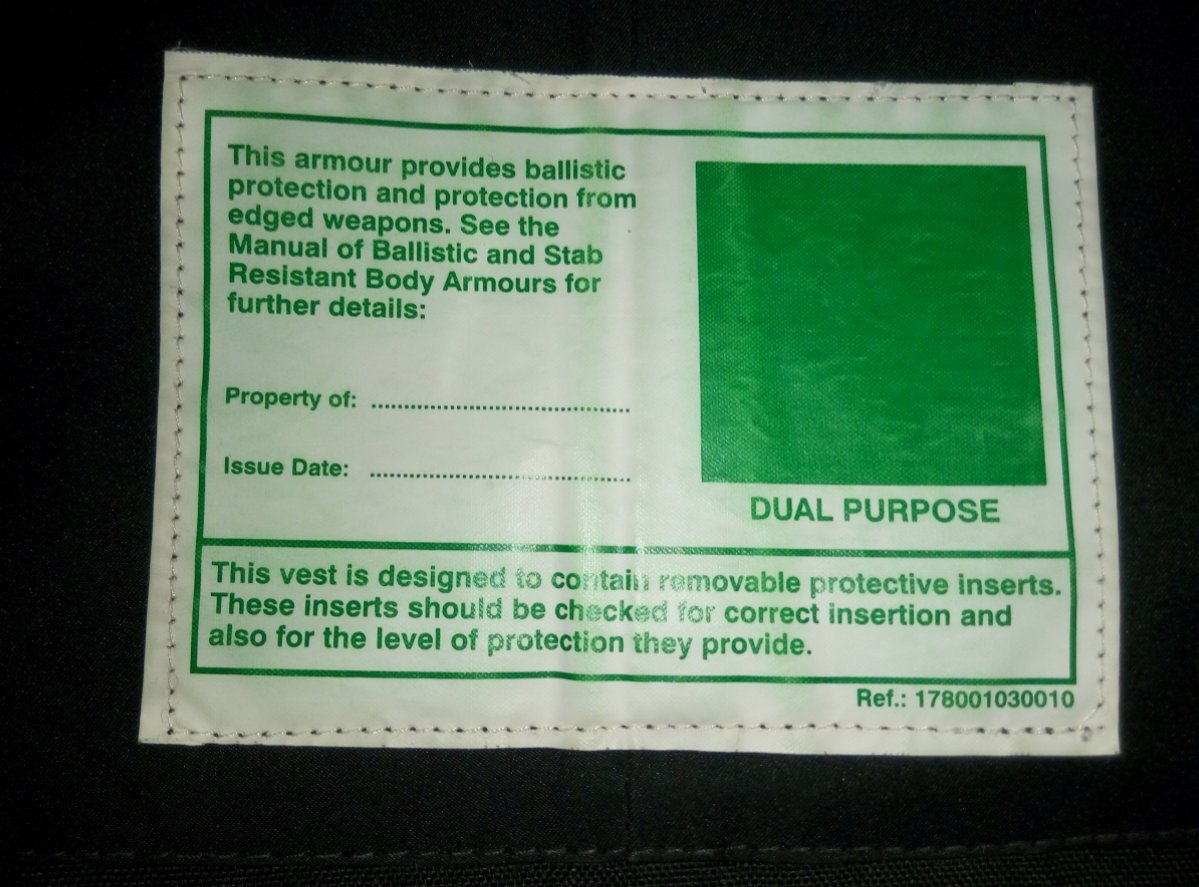 This armour provides ballistic
protection and protection from
edged weapons. See the
Manual of Ballistic and Stab
Resistant Body Armours for
further details:
Property of: ......................................
Issue Date: ......................................
DUAL PURPOSE
This vest is designed to contain removable protective inserts.
These inserts should be checked for correct insertion and
also for the level of protection they provide.
Ref.: 178001030010